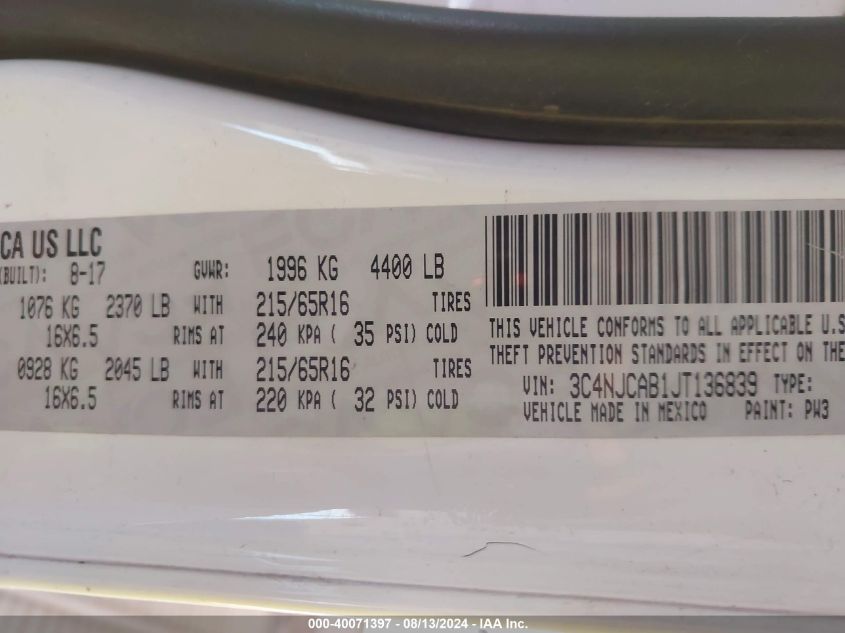 CA US LLC
(BUILT): 8-17 GVWR: 1996 KG 4400 LB
1076 KG 2370 LB WITH 215/65R16 TIRES
16X6.5 RIMS AT 240 KPA ( 35 PSI) COLD
0928 KG 2045 LB WITH 215/65R16 TIRES
16X6.5 RIMS AT 220 KPA ( 32 PSI) COLD
THIS VEHICLE CONFORMS TO ALL APPLICABLE U.S
THEFT PREVENTION STANDARDS IN EFFECT ON THE
VIN: 3C4NJCAB1JT136839 TYPE:
VEHICLE MADE IN MEXICO PAINT: PW3
000-40071397 - 08/13/2024 - IAA Inc.